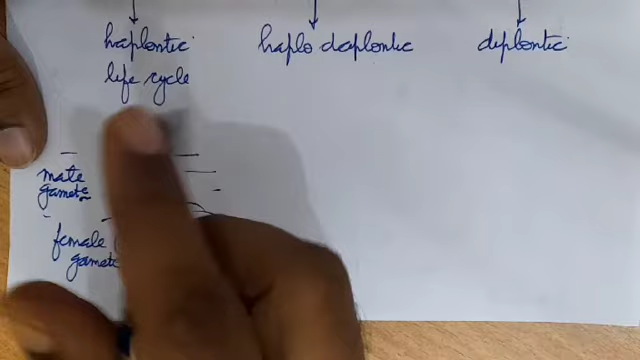 haplontic haplo diplontic diplontic
life cycle
male
gamete
female
gamete